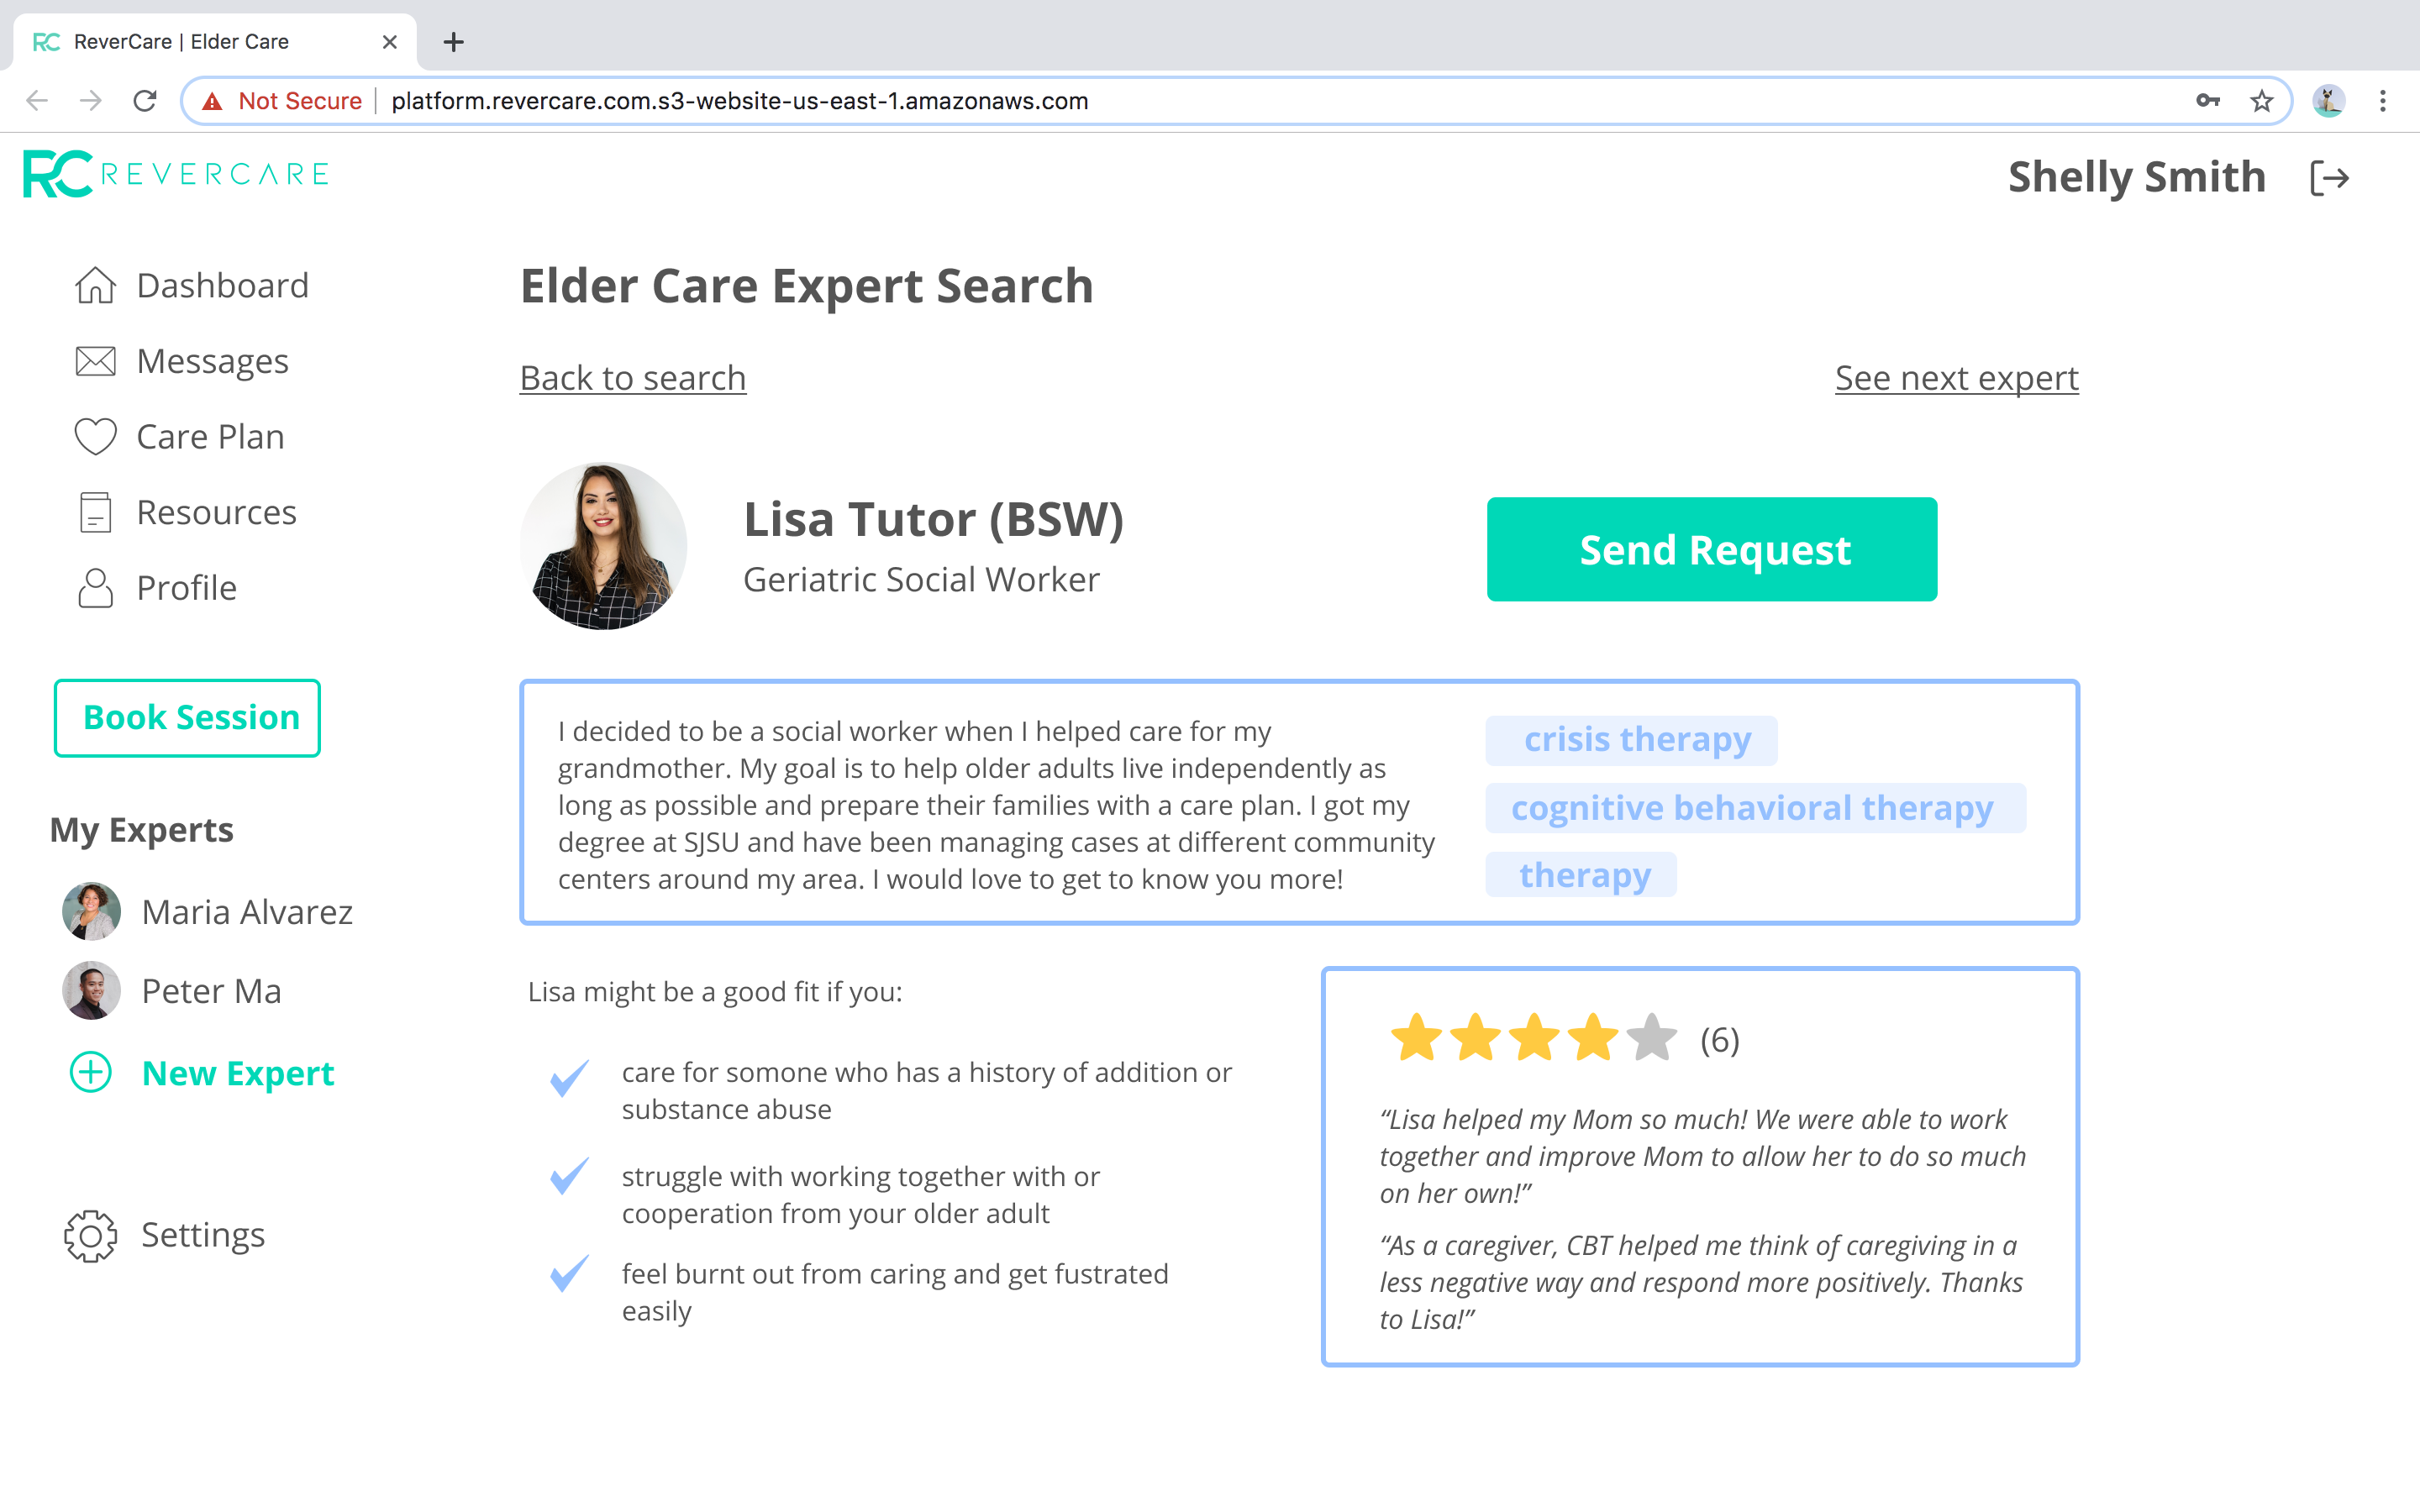 ReverCare | Elder Care
Not Secure
platform.revercare.com.s3-website-us-east-1.amazonaws.com
RC REVERCARE
Shelly Smith
Dashboard
Messages
Care Plan
Resources
Profile
Book Session
My Experts
Maria Alvarez
Peter Ma
New Expert
Settings
Elder Care Expert Search
Back to search
See next expert
Lisa Tutor (BSW)
Geriatric Social Worker
Send Request
I decided to be a social worker when I helped care for my
grandmother. My goal is to help older adults live independently as
long as possible and prepare their families with a care plan. I got my
degree at SJSU and have been managing cases at different community
centers around my area. I would love to get to know you more!
crisis therapy
cognitive behavioral therapy
therapy
Lisa might be a good fit if you:
care for somone who has a history of addition or
substance abuse
struggle with working together with or
cooperation from your older adult
feel burnt out from caring and get fustrated
easily
(6)
“Lisa helped my Mom so much! We were able to work
together and improve Mom to allow her to do so much
on her own!”
“As a caregiver, CBT helped me think of caregiving in a
less negative way and respond more positively. Thanks
to Lisa!”